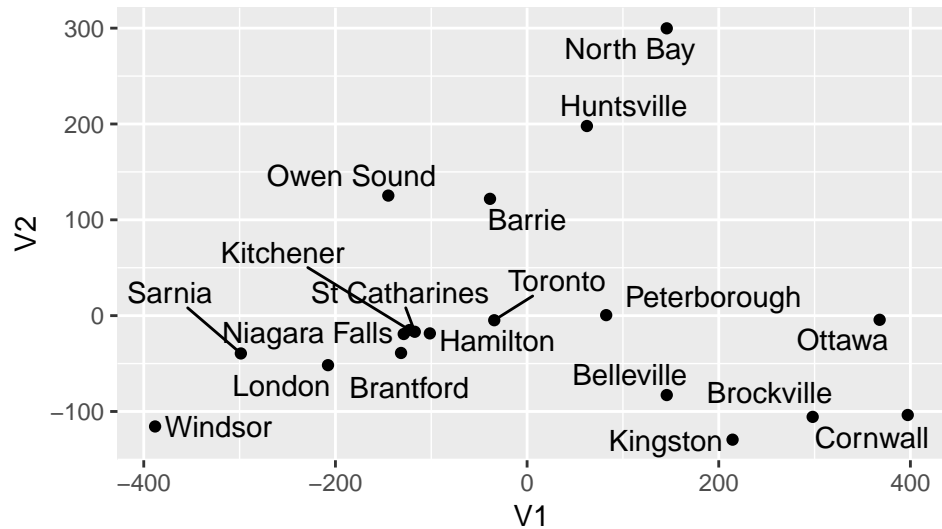 300
North Bay
Huntsville
200
Owen Sound
Barrie
100
V2
Kitchener
Sarnia
St Catharines
Toronto
Peterborough
0
Niagara Falls
Hamilton
Ottawa
London
Brantford
Belleville
Brockville
−100
Windsor
Kingston
Cornwall
−400
−200
0
200
400
V1